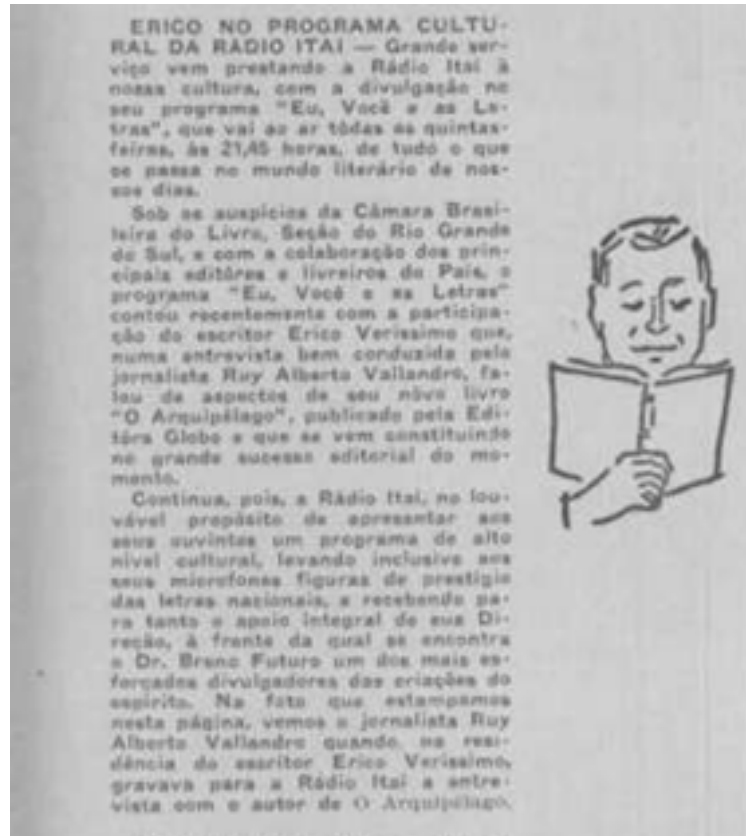 ERICO NO PROGRAMA CULTU-
RAL DA RÁDIO ITAÍ — Grande ser-
viço vem prestando a Rádio Itaí à
nossa cultura, com a divulgação no
seu programa "Eu, Você e as Le-
tras", que vai ao ar tôdas as quintas-
feiras, às 21,45 horas, de tudo o que
se passa no mundo literário de nos-
sos dias.
Sob os auspícios da Câmara Brasi-
leira do Livro, Seção do Rio Grande
do Sul, e com a colaboração dos prin-
cipais editôres e livreiros do País, o
programa "Eu, Você e as Letras"
contou recentemente com a participa-
ção do escritor Erico Verissimo que,
numa entrevista bem conduzida pelo
jornalista Ruy Alberto Vallandro, fa-
lou de aspectos de seu nôvo livro
"O Arquipélago", publicado pela Edi-
tôra Globo e que se vem constituindo
no grande sucesso editorial do mo-
mento.
Continua, pois, a Rádio Itaí, no lou-
vável propósito de apresentar aos
seus ouvintes um programa de alto
nível cultural, levando inclusive aos
seus microfones figuras de prestígio
das letras nacionais, e recebendo pa-
ra tanto o apoio integral de sua Di-
reção, à frente da qual se encontra
o Dr. Breno Futuro um dos mais es-
forçados divulgadores das criações do
espírito. Na foto que estampamos
nesta página, vemos o jornalista Ruy
Alberto Vallandro quando, na resi-
dência do escritor Erico Verissimo,
gravava para a Rádio Itaí a entre-
vista com o autor de O Arquipélago.